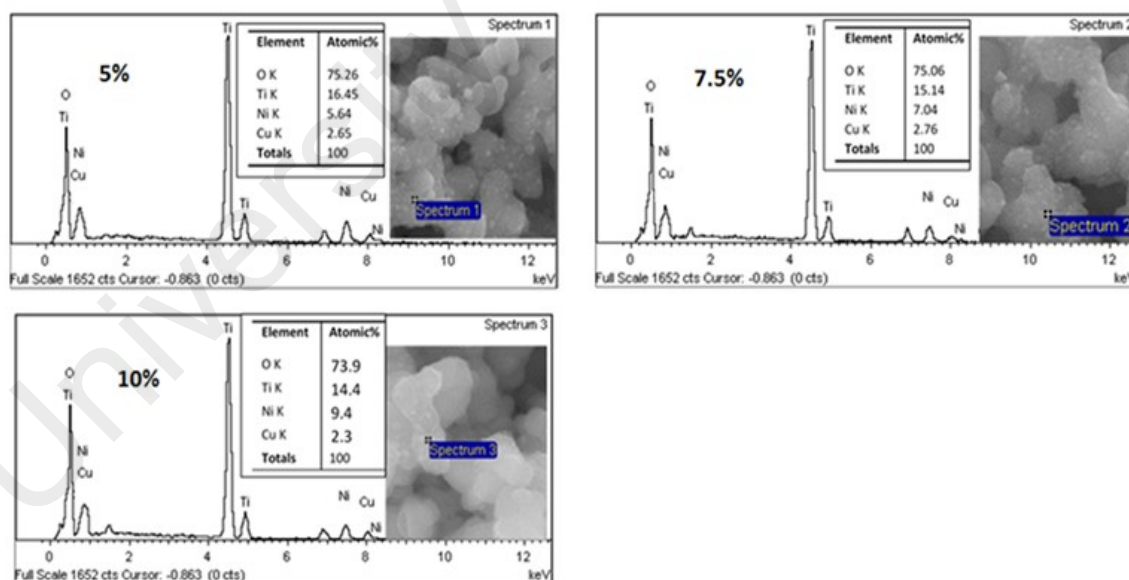 Spectrum 1
5%
Element Atomic%
O K 75.26
Ti K 16.45
Ni K 5.64
Cu K 2.65
Totals 100
Ti
O
Ti
Ni
Cu
Ti
Ni Cu
Ni
Spectrum 1
0 2 4 6 8 10 12
Full Scale 1652 cts Cursor: -0.863 (0 cts) keV
Spectrum 2
7.5%
Element Atomic%
O K 75.06
Ti K 15.14
Ni K 7.04
Cu K 2.76
Totals 100
Ti
O
Ti
Ni
Cu
Ti
Ni Cu
Ni
Spectrum 2
0 2 4 6 8 10 12
Full Scale 1652 cts Cursor: -0.863 (0 cts) keV
Spectrum 3
10%
Element Atomic%
O K 73.9
Ti K 14.4
Ni K 9.4
Cu K 2.3
Totals 100
Ti
O
Ti
Ni
Cu
Ti
Ni Cu
Ni
Spectrum 3
0 2 4 6 8 10 12
Full Scale 1652 cts Cursor: -0.863 (0 cts) keV
University